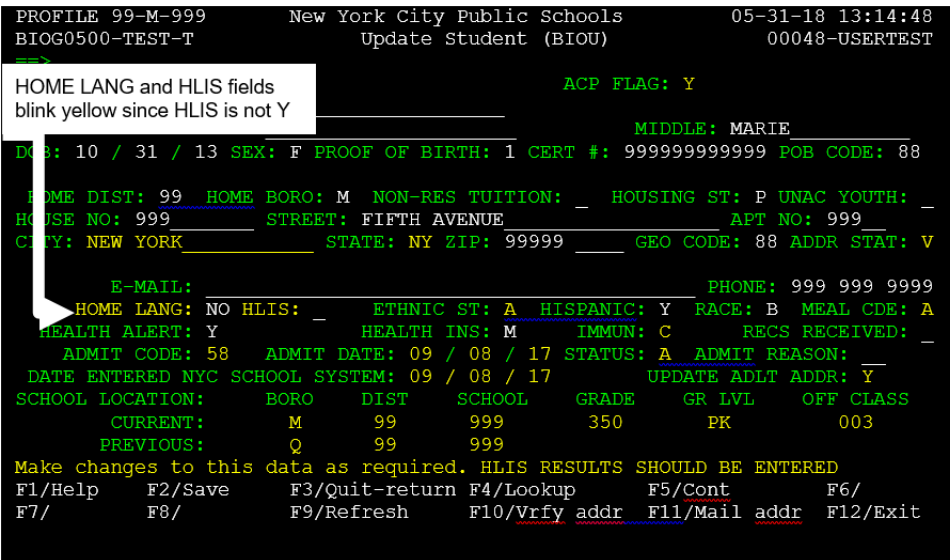 PROFILE 99-M-999 New York City Public Schools 05-31-18 13:14:48
BIOG0500-TEST-T Update Student (BIOU) 00048-USERTEST
==>
HOME LANG and HLIS fields
blink yellow since HLIS is not Y
ACP FLAG: Y
MIDDLE: MARIE
DOB: 10 / 31 / 13 SEX: F PROOF OF BIRTH: 1 CERT #: 999999999999 POB CODE: 88
HOME DIST: 99 HOME BORO: M NON-RES TUITION: _ HOUSING ST: P UNAC YOUTH: _
HOUSE NO: 999 STREET: FIFTH AVENUE APT NO: 999
CITY: NEW YORK STATE: NY ZIP: 99999 ____ GEO CODE: 88 ADDR STAT: V
E-MAIL: PHONE: 999 999 9999
HOME LANG: NO HLIS: _ ETHNIC ST: A HISPANIC: Y RACE: B MEAL CDE: A
HEALTH ALERT: Y HEALTH INS: M IMMUN: C RECS RECEIVED: _
ADMIT CODE: 58 ADMIT DATE: 09 / 08 / 17 STATUS: A ADMIT REASON: __
DATE ENTERED NYC SCHOOL SYSTEM: 09 / 08 / 17 UPDATE ADLT ADDR: Y
SCHOOL LOCATION: BORO DIST SCHOOL GRADE GR LVL OFF CLASS
CURRENT: M 99 999 350 PK 003
PREVIOUS: Q 99 999
Make changes to this data as required. HLIS RESULTS SHOULD BE ENTERED
F1/Help F2/Save F3/Quit-return F4/Lookup F5/Cont F6/
F7/ F8/ F9/Refresh F10/Vrfy addr F11/Mail addr F12/Exit